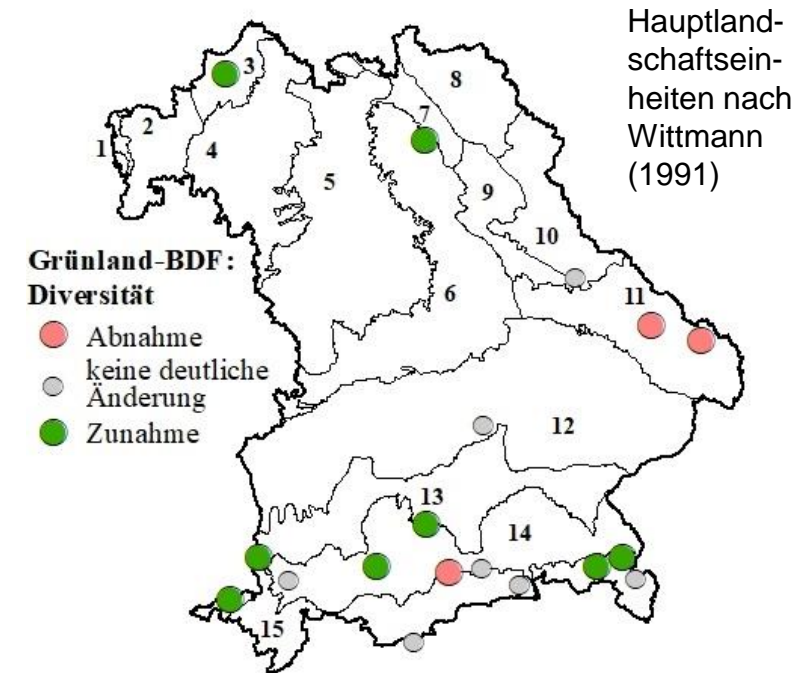 Hauptland-
schaftsein-
heiten nach
Wittmann
(1991)
3
8
7
1
2
4
5
9
10
6
11
Grünland-BDF:
Diversität
Abnahme
keine deutliche
Änderung
Zunahme
12
13
14
15